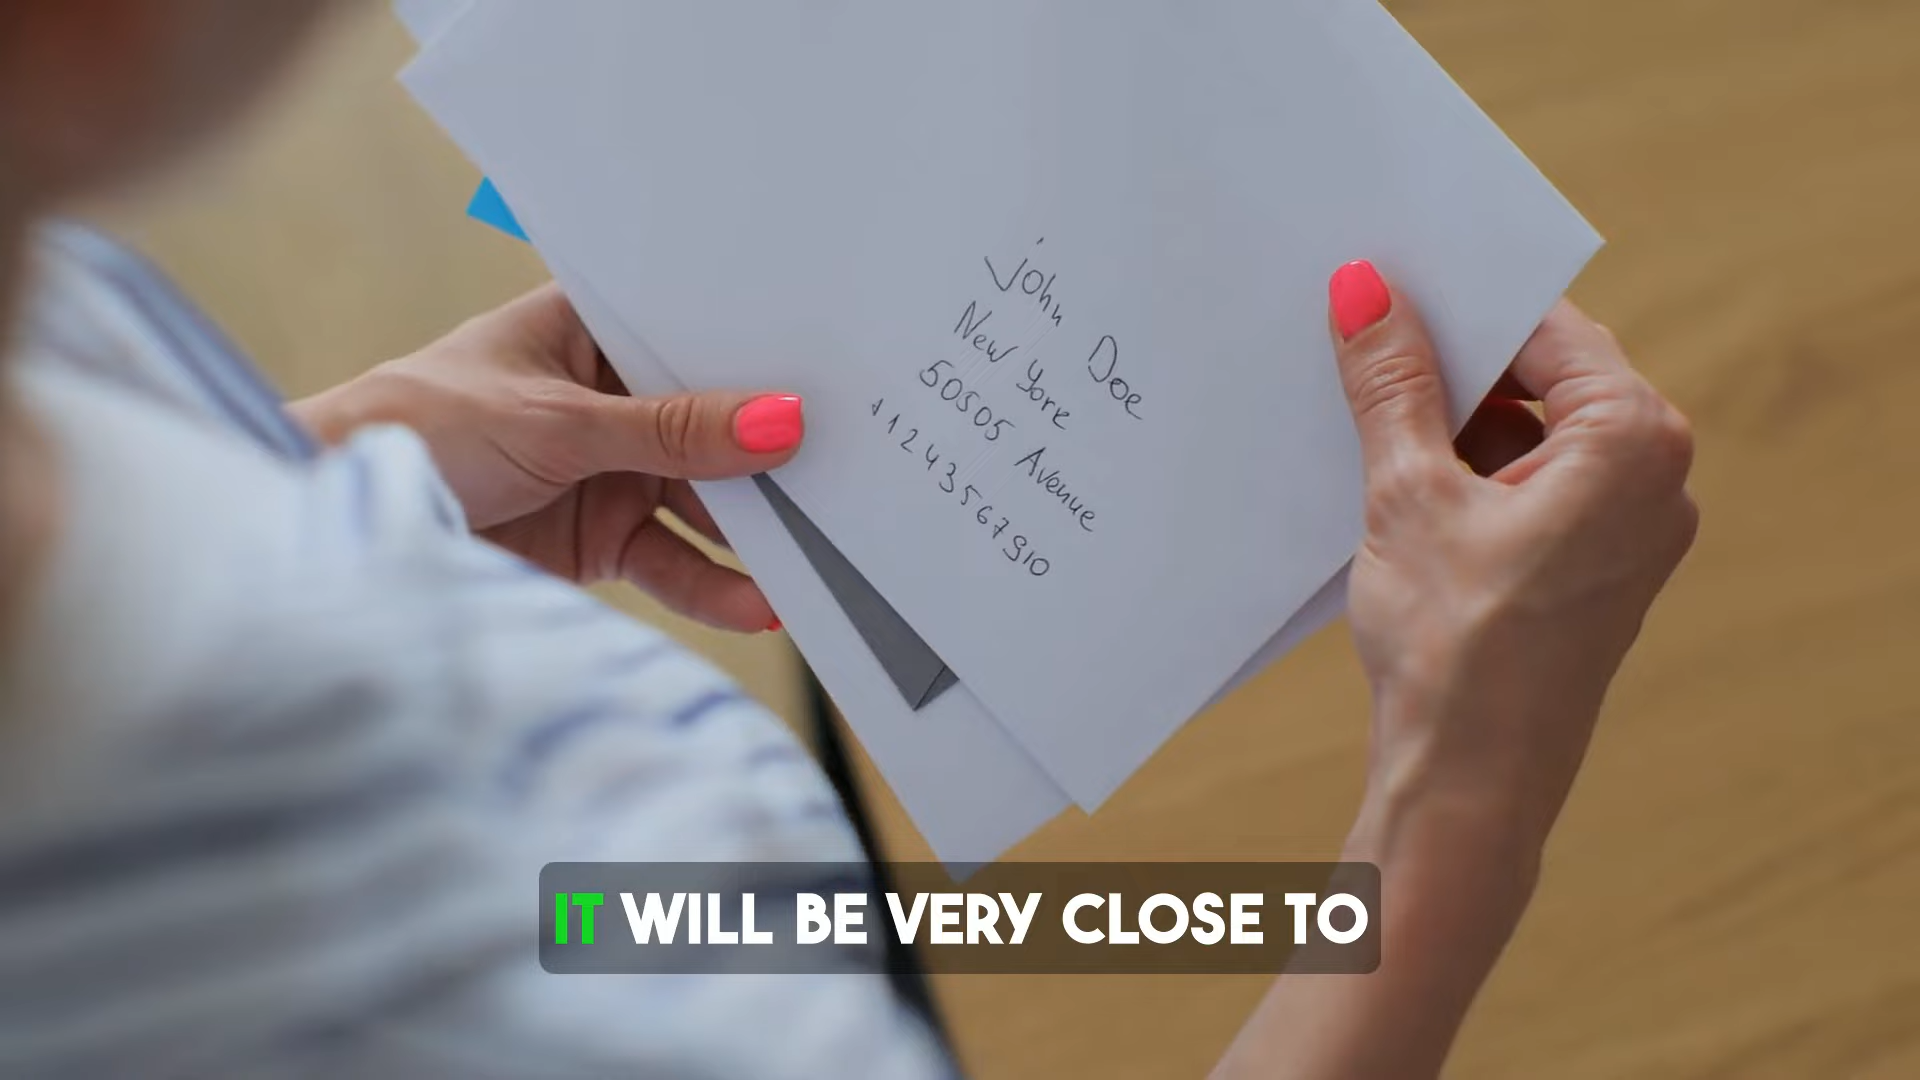 john Doe
New Yore
50505 Avenue
+1243567910
IT WILL BE VERY CLOSE TO